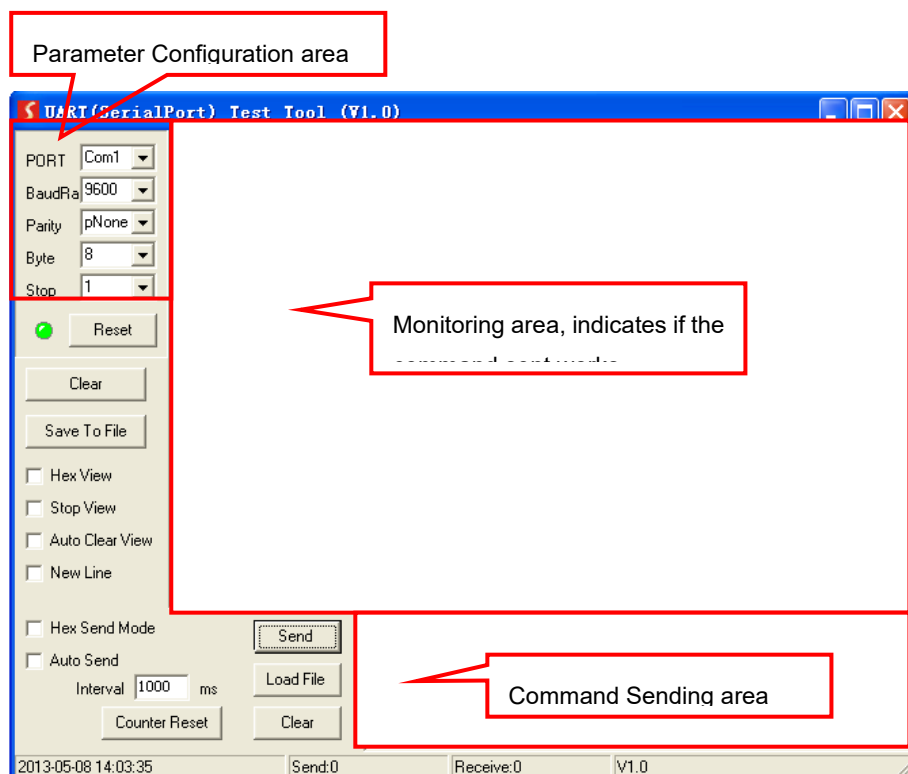 Parameter Configuration area
UART(SerialPort) Test Tool (V1.0)
PORT Com1
BaudRa 9600
Parity pNone
Byte 8
Stop 1
Reset
Monitoring area, indicates if the
command sent works
Clear
Save To File
Hex View
Stop View
Auto Clear View
New Line
Hex Send Mode
Send
Auto Send
Interval 1000 ms
Load File
Command Sending area
Counter Reset
Clear
2013-05-08 14:03:35 Send:0 Receive:0 V1.0